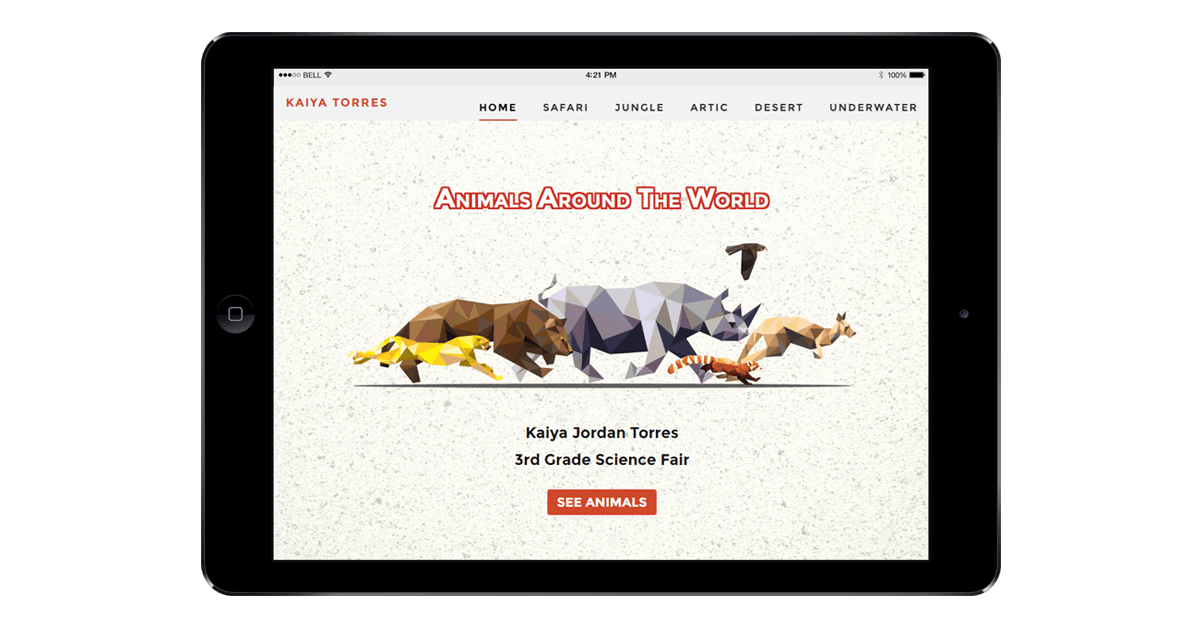 BELL 4:21 PM 100%
KAIYA TORRES HOME SAFARI JUNGLE ARTIC DESERT UNDERWATER
Animals Around The World
Kaiya Jordan Torres
3rd Grade Science Fair
SEE ANIMALS